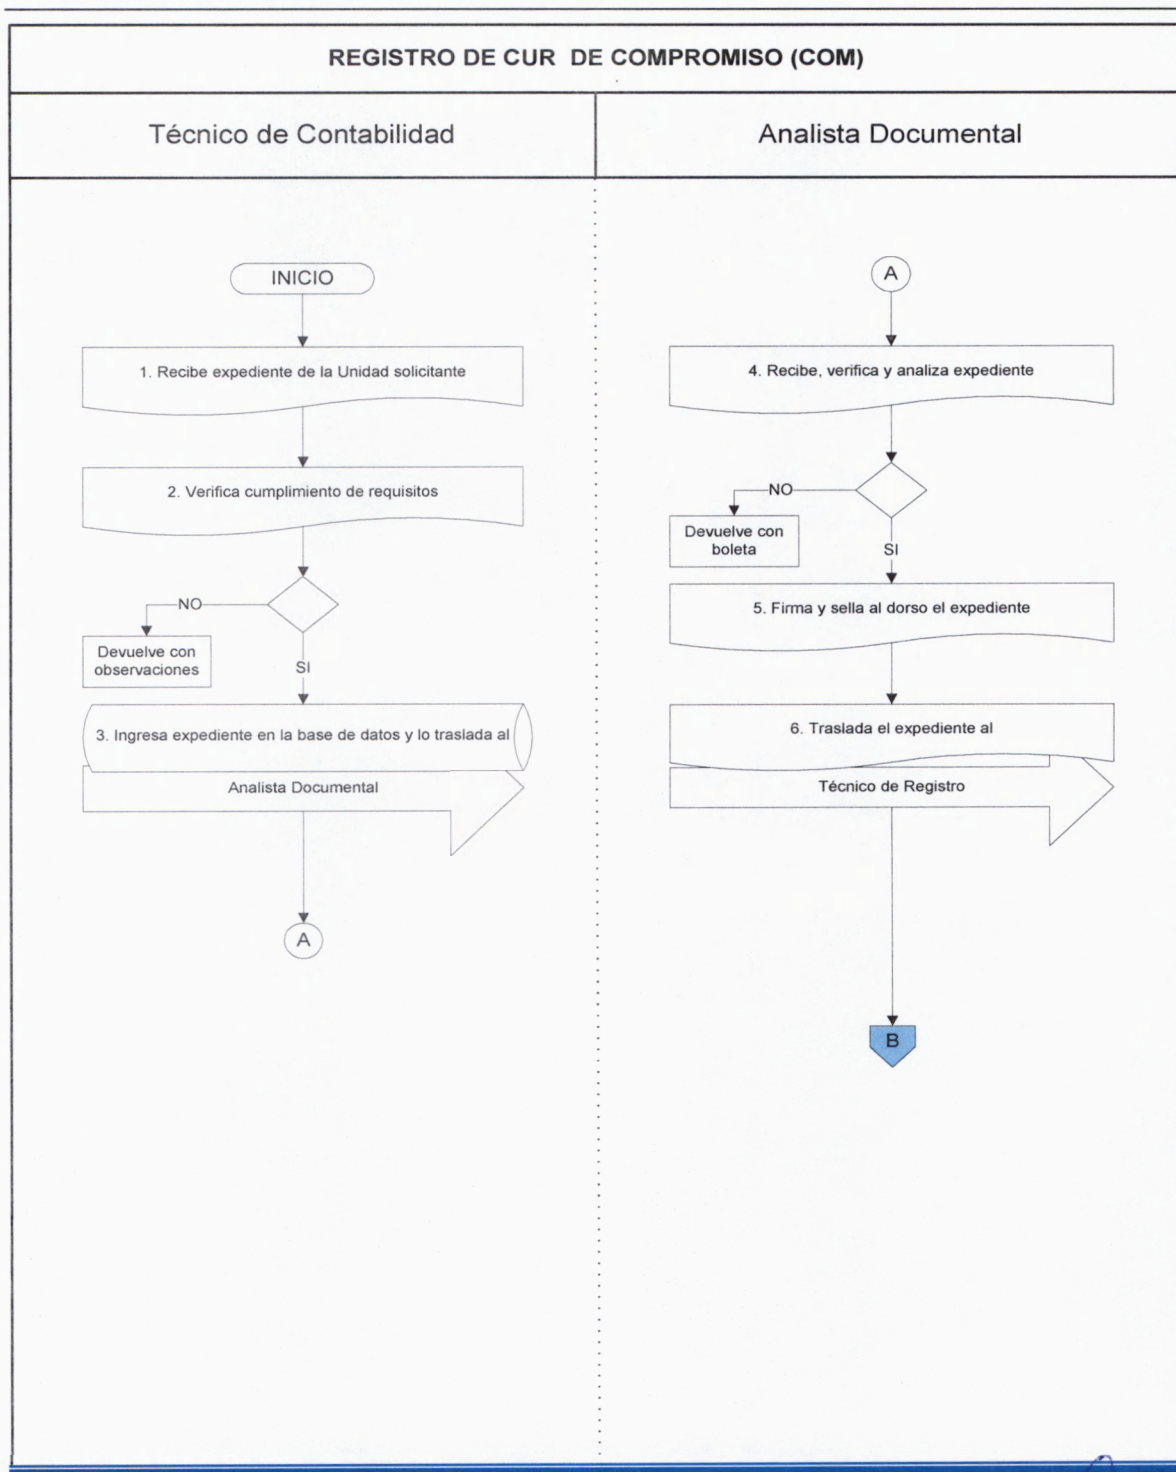 REGISTRO DE CUR DE COMPROMISO (COM)
Técnico de Contabilidad
Analista Documental
INICIO
1. Recibe expediente de la Unidad solicitante
2. Verifica cumplimiento de requisitos
NO
Devuelve con
observaciones
SI
3. Ingresa expediente en la base de datos y lo traslada al
Analista Documental
A
A
4. Recibe, verifica y analiza expediente
NO
Devuelve con
boleta
SI
5. Firma y sella al dorso el expediente
6. Traslada el expediente al
Técnico de Registro
B